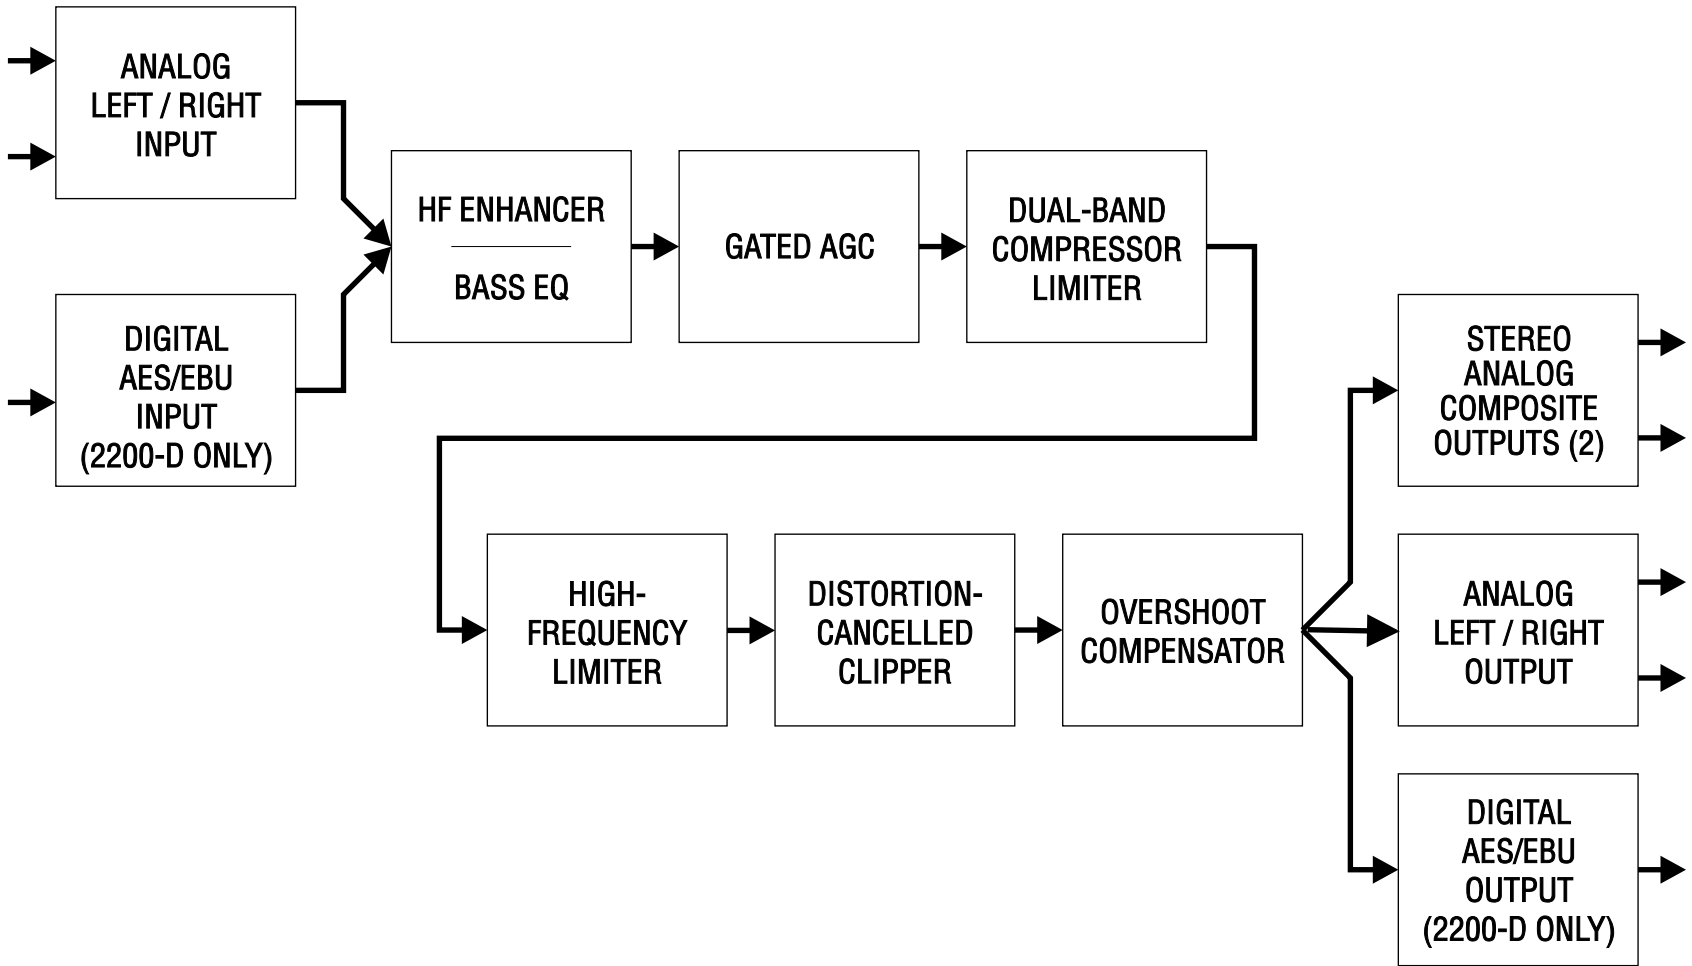 ANALOG
LEFT / RIGHT
INPUT
DIGITAL
AES/EBU
INPUT
(2200-D ONLY)
HF ENHANCER
BASS EQ
GATED AGC
DUAL-BAND
COMPRESSOR
LIMITER
HIGH-
FREQUENCY
LIMITER
DISTORTION-
CANCELLED
CLIPPER
OVERSHOOT
COMPENSATOR
STEREO
ANALOG
COMPOSITE
OUTPUTS (2)
ANALOG
LEFT / RIGHT
OUTPUT
DIGITAL
AES/EBU
OUTPUT
(2200-D ONLY)